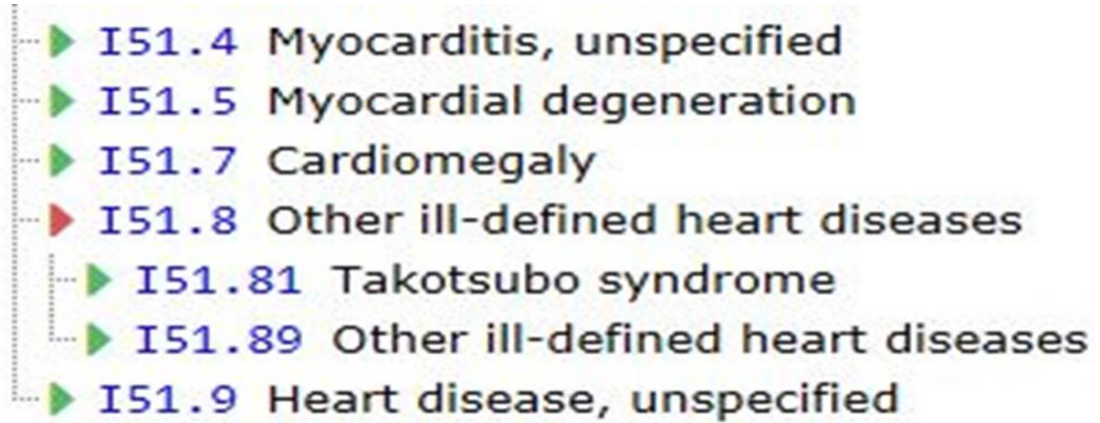 I51.4 Myocarditis, unspecified
I51.5 Myocardial degeneration
I51.7 Cardiomegaly
I51.8 Other ill-defined heart diseases
I51.81 Takotsubo syndrome
I51.89 Other ill-defined heart diseases
I51.9 Heart disease, unspecified